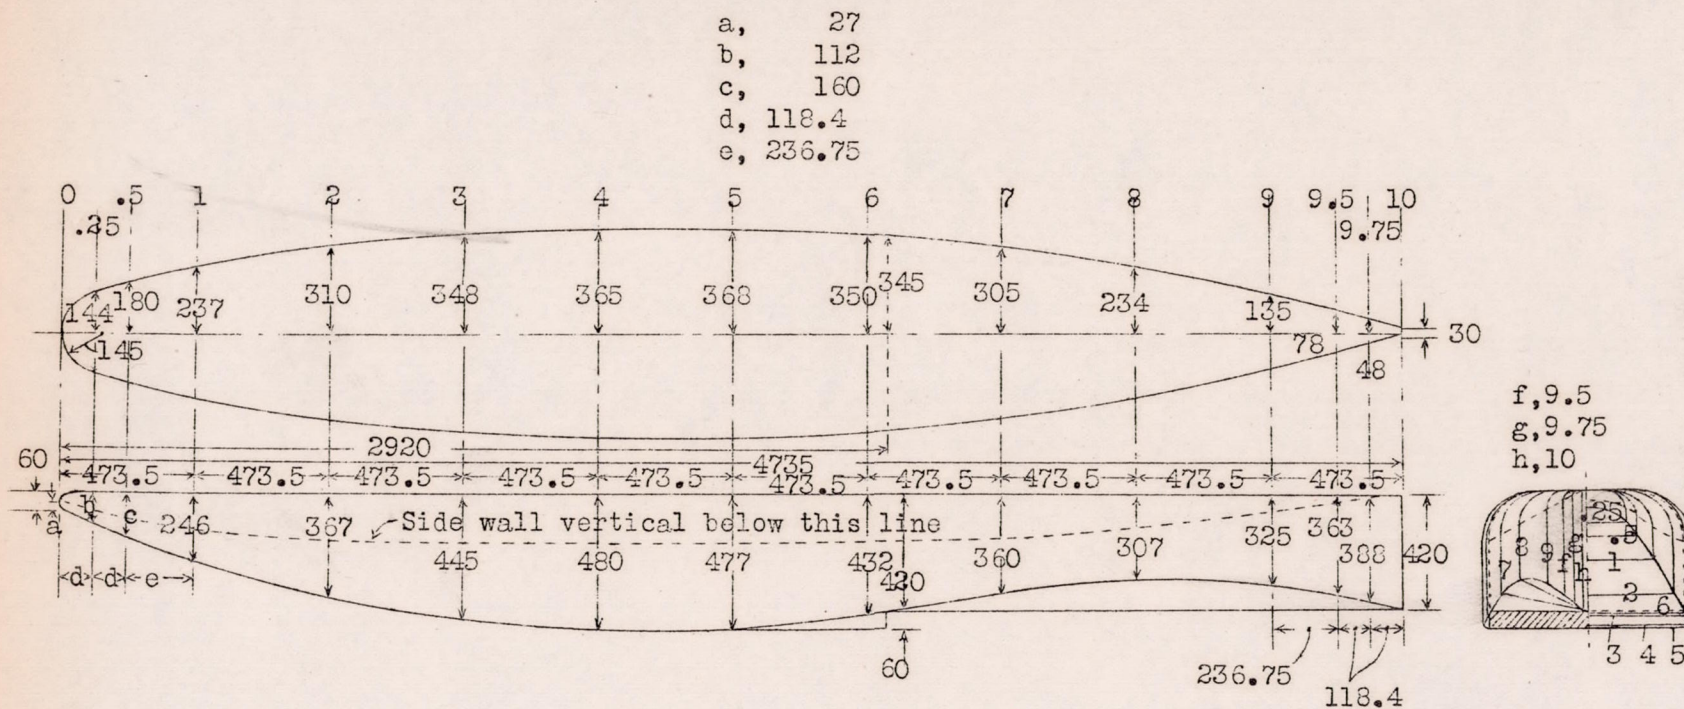 a, 27
b, 112
c, 160
d, 118.4
e, 236.75
0 .5 1 2 3 4 5 6 7 8 9 9.5 10
.25 9.75
144 180 237 310 348 365 368 350 345 305 234 135
145 78 48 30
2920
4735
60 473.5 473.5 473.5 473.5 473.5 473.5 473.5 473.5 473.5 473.5
a b c 246 367 Side wall vertical below this line 325 363
445 480 477 432 420 360 307 388 420
d d e
60
236.75
118.4
f,9.5
g,9.75
h,10
.25
.5
8 9 f g h 1
7 2 6
3 4 5